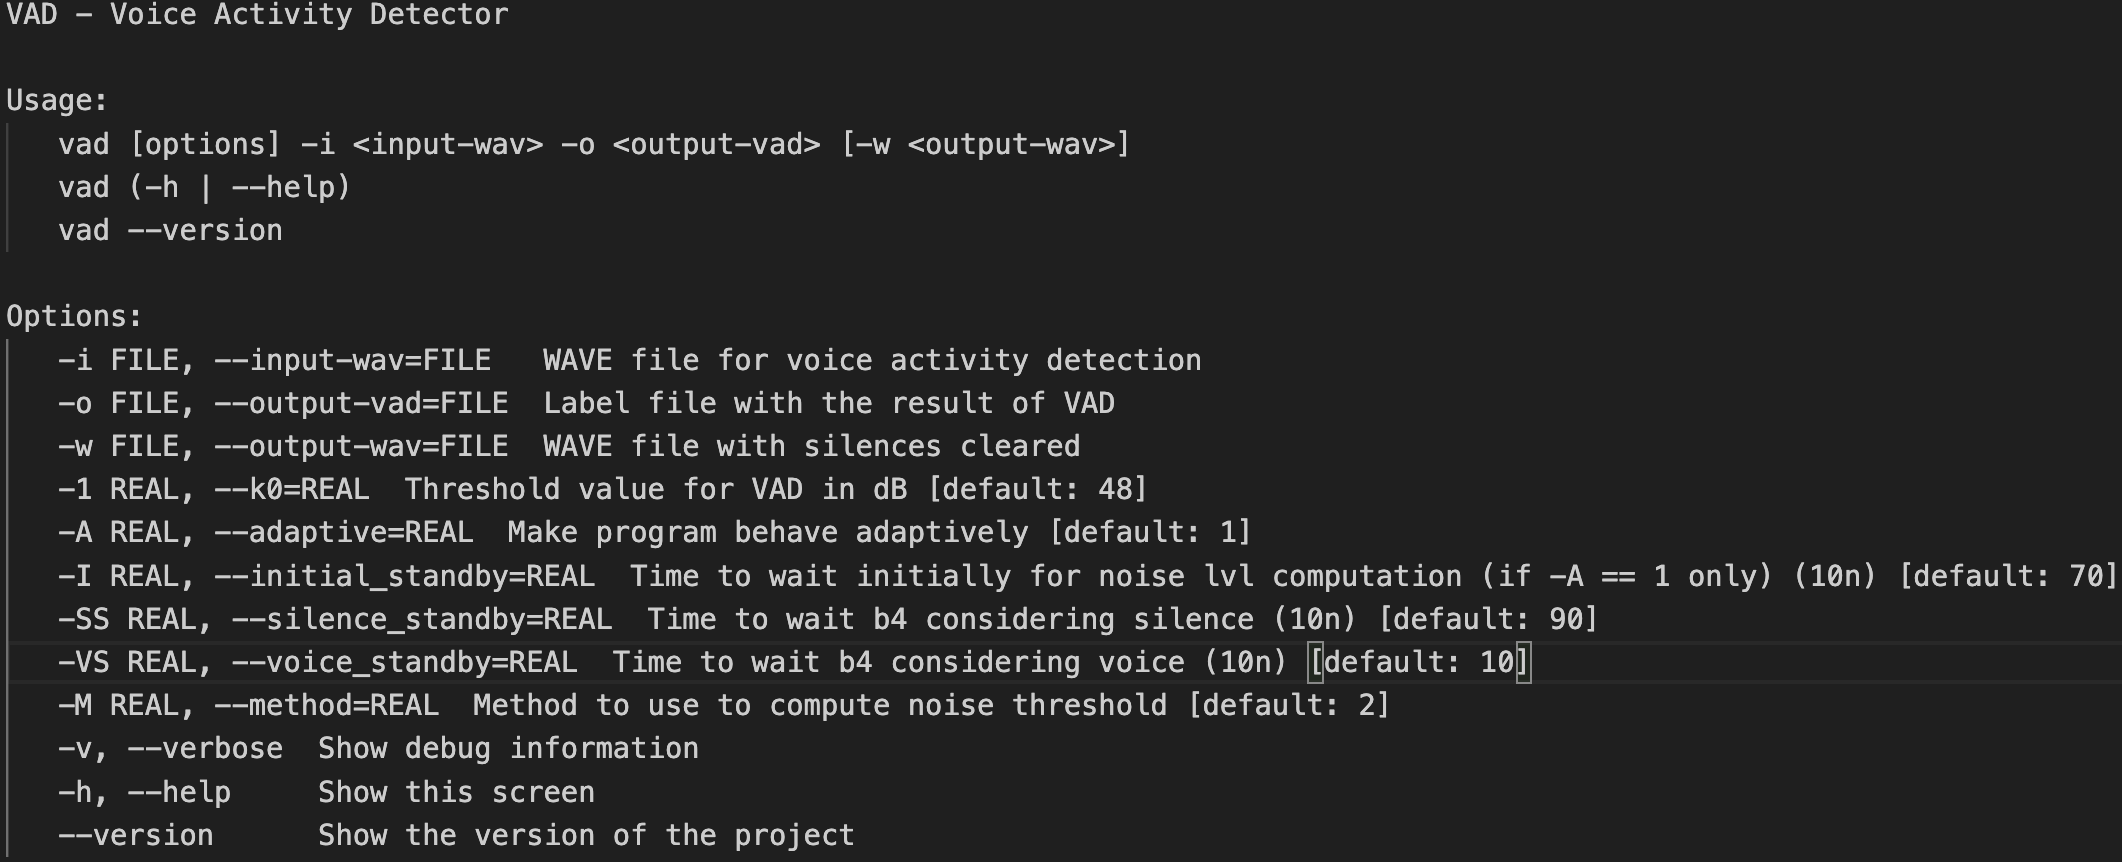 VAD - Voice Activity Detector
Usage:
vad [options] -i <input-wav> -o <output-vad> [-w <output-wav>]
vad (-h | --help)
vad --version
Options:
-i FILE, --input-wav=FILE   WAVE file for voice activity detection
-o FILE, --output-vad=FILE  Label file with the result of VAD
-w FILE, --output-wav=FILE  WAVE file with silences cleared
-1 REAL, --k0=REAL  Threshold value for VAD in dB [default: 48]
-A REAL, --adaptive=REAL  Make program behave adaptively [default: 1]
-I REAL, --initial_standby=REAL  Time to wait initially for noise lvl computation (if -A == 1 only) (10n) [default: 70]
-SS REAL, --silence_standby=REAL  Time to wait b4 considering silence (10n) [default: 90]
-VS REAL, --voice_standby=REAL  Time to wait b4 considering voice (10n) [default: 10]
-M REAL, --method=REAL  Method to use to compute noise threshold [default: 2]
-v, --verbose  Show debug information
-h, --help     Show this screen
--version      Show the version of the project